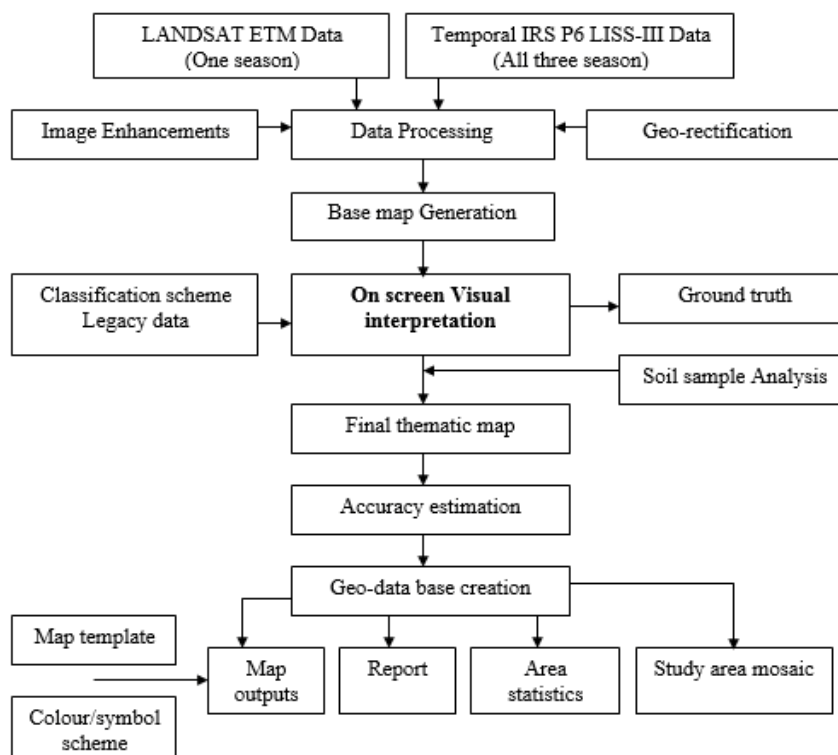 LANDSAT ETM Data
(One season)
Temporal IRS P6 LISS-III Data
(All three season)
Image Enhancements
Data Processing
Geo-rectification
Base map Generation
Classification scheme
Legacy data
On screen Visual
interpretation
Ground truth
Soil sample Analysis
Final thematic map
Accuracy estimation
Geo-data base creation
Map template
Map
outputs
Report
Area
statistics
Study area mosaic
Colour/symbol
scheme